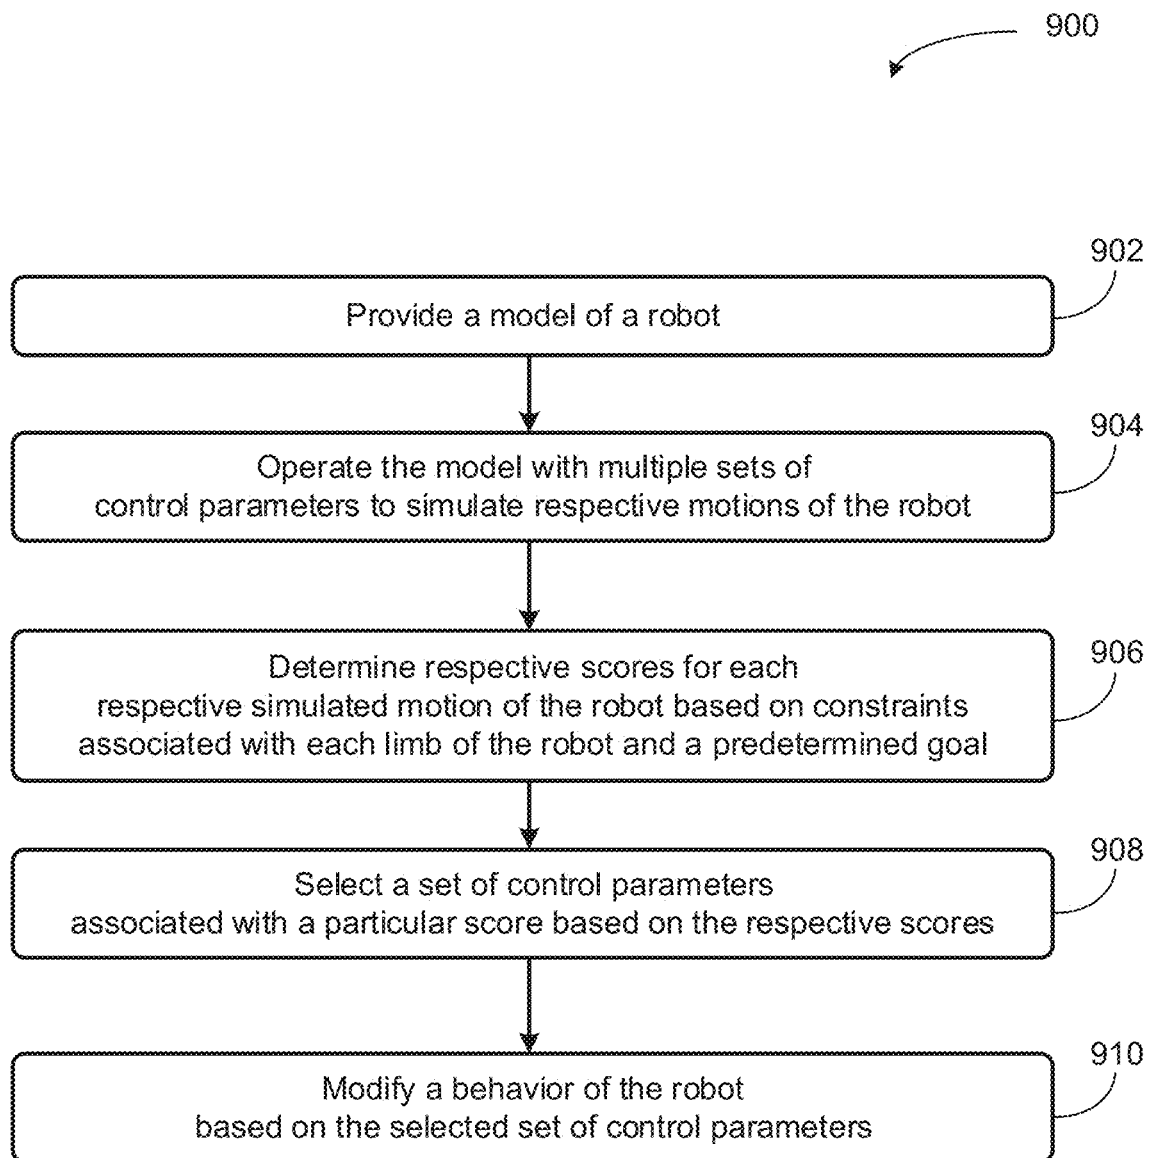 900
902
Provide a model of a robot
904
Operate the model with multiple sets of
control parameters to simulate respective motions of the robot
906
Determine respective scores for each
respective simulated motion of the robot based on constraints
associated with each limb of the robot and a predetermined goal
908
Select a set of control parameters
associated with a particular score based on the respective scores
910
Modify a behavior of the robot
based on the selected set of control parameters